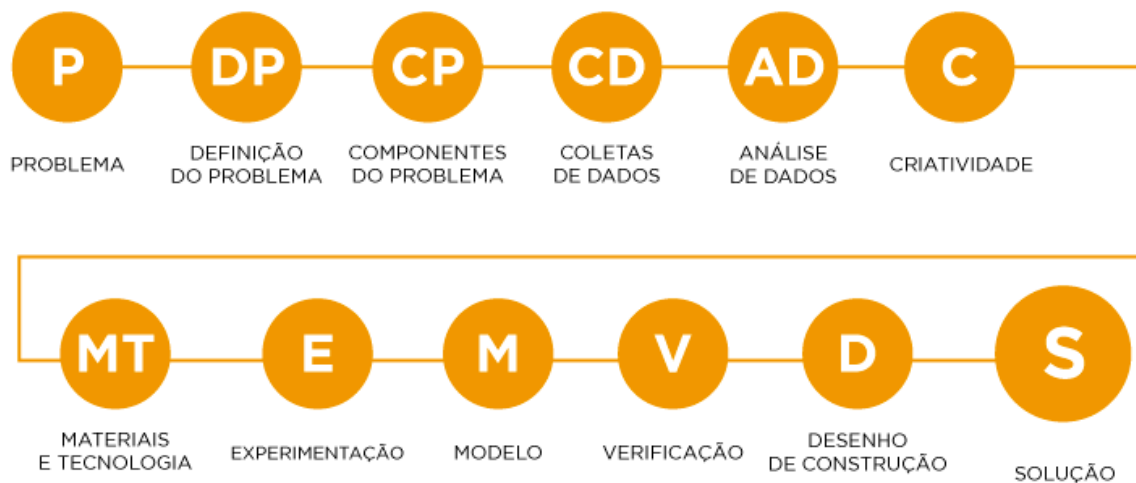 P
DP
CP
CD
AD
C
PROBLEMA
DEFINIÇÃO
DO PROBLEMA
COMPONENTES
DO PROBLEMA
COLETAS
DE DADOS
ANÁLISE
DE DADOS
CRIATIVIDADE
MT
E
M
V
D
S
MATERIAIS
E TECNOLOGIA
EXPERIMENTAÇÃO
MODELO
VERIFICAÇÃO
DESENHO
DE CONSTRUÇÃO
SOLUÇÃO